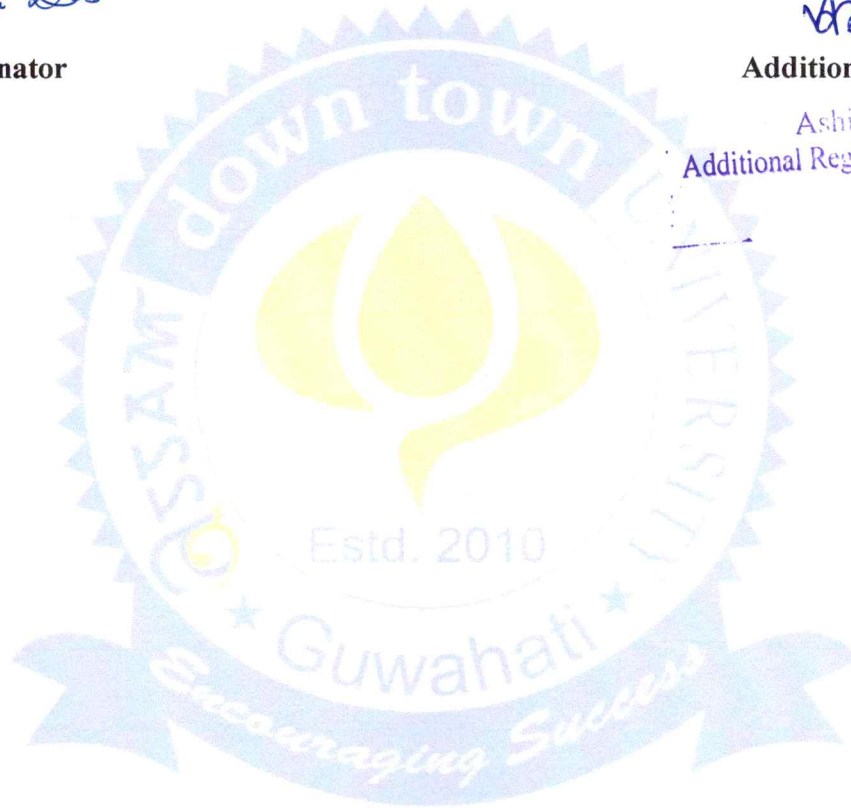 nator
Addition
Ashi
Additional Reg
ASSAM down town UNIVERSITY
Estd. 2010
★ Guwahati ★
Encouraging Success